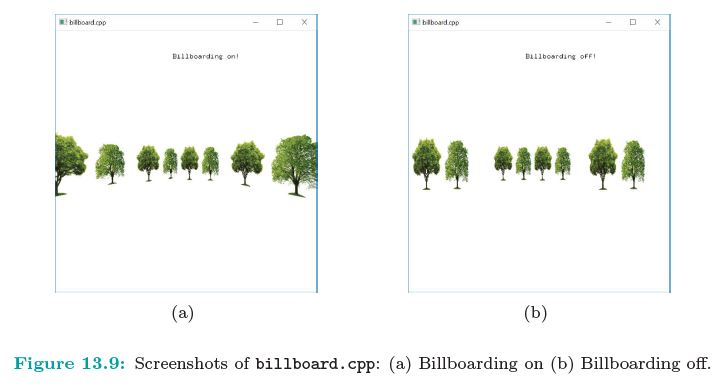 billboard.cpp
Billboarding on!
billboard.cpp
Billboarding off!
(a)
(b)
Figure 13.9: Screenshots of billboard.cpp: (a) Billboarding on (b) Billboarding off.